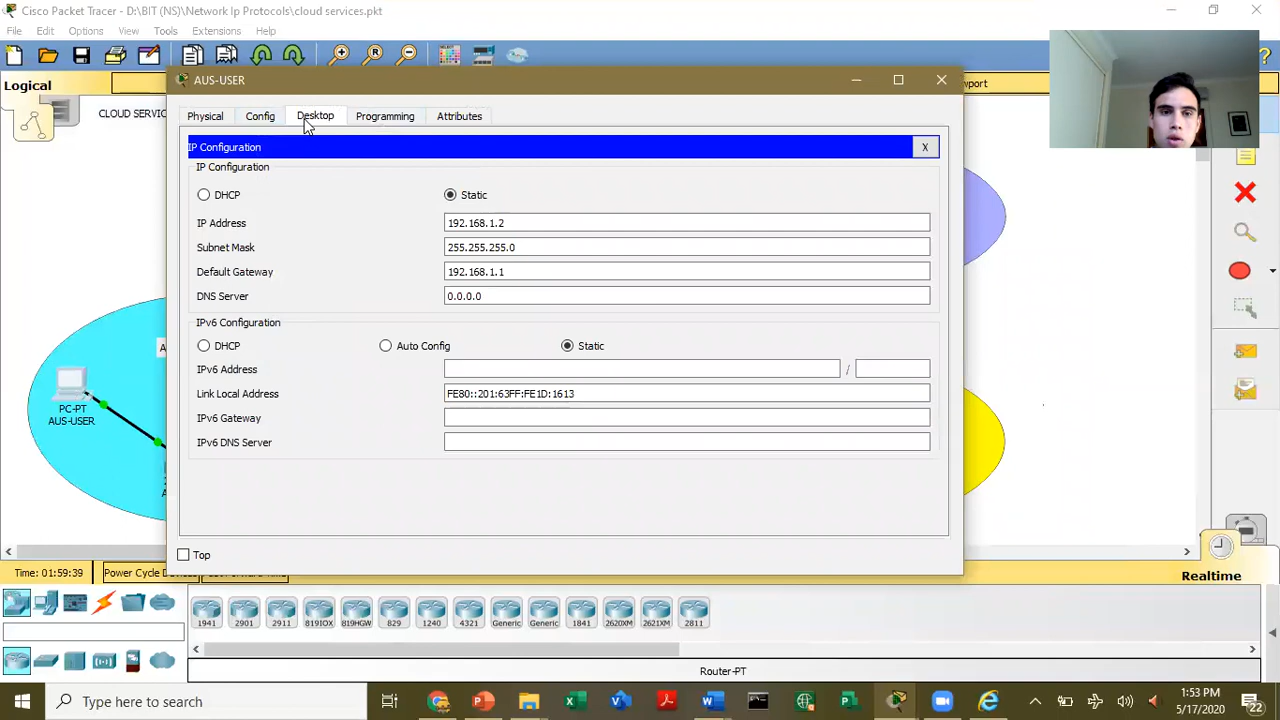 Cisco Packet Tracer - D:\BIT (NS)\Network Ip Protocols\cloud services.pkt
File Edit Options View Tools Extensions Help
Logical
CLOUD SERVIC
AUS-USER
Physical Config Desktop Programming Attributes
IP Configuration X
IP Configuration
DHCP Static
IP Address 192.168.1.2
Subnet Mask 255.255.255.0
Default Gateway 192.168.1.1
DNS Server 0.0.0.0
IPv6 Configuration
DHCP Auto Config Static
IPv6 Address /
Link Local Address FE80::201:63FF:FE1D:1613
IPv6 Gateway
IPv6 DNS Server
Top
PC-PT
AUS-USER
Time: 01:59:39 Power Cycle
Realtime
1941 2901 2911 819IOX 819HGW 829 1240 4321 Generic Generic 1841 2620XM 2621XM 2811
Router-PT
Type here to search
1:53 PM
5/17/2020
22